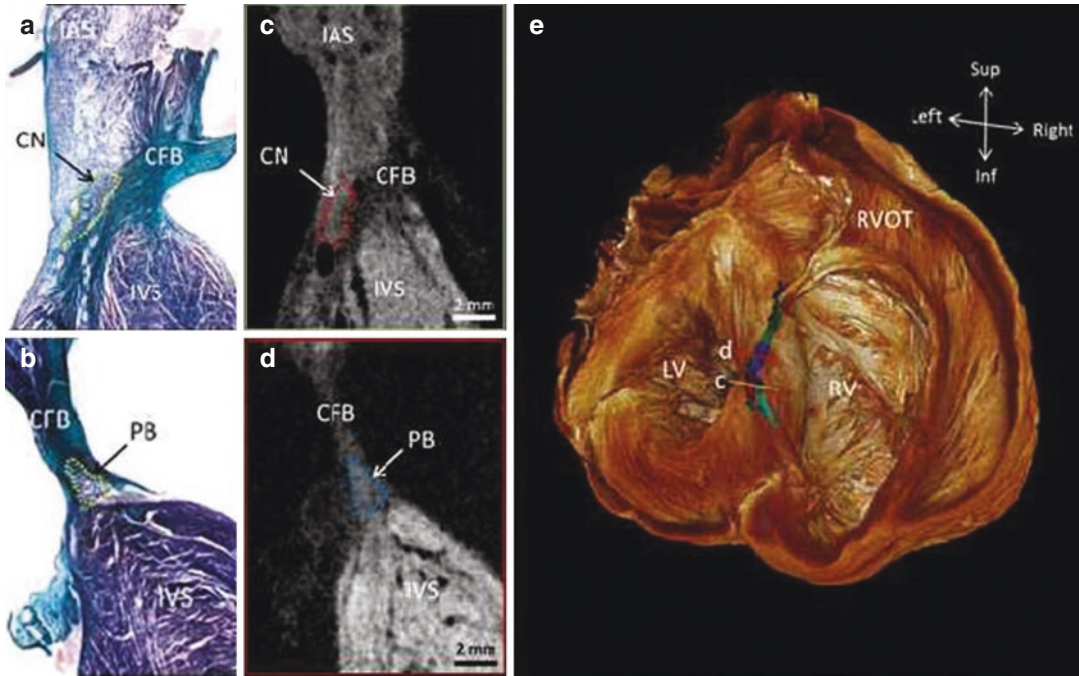 a
IAS
CN
CFB
IVS
b
CFB
PB
IVS
c
IAS
CN
CFB
IVS
2 mm
d
CFB
PB
IVS
2 mm
e
Sup
Left
Right
Inf
RVOT
LV
d
c
RV